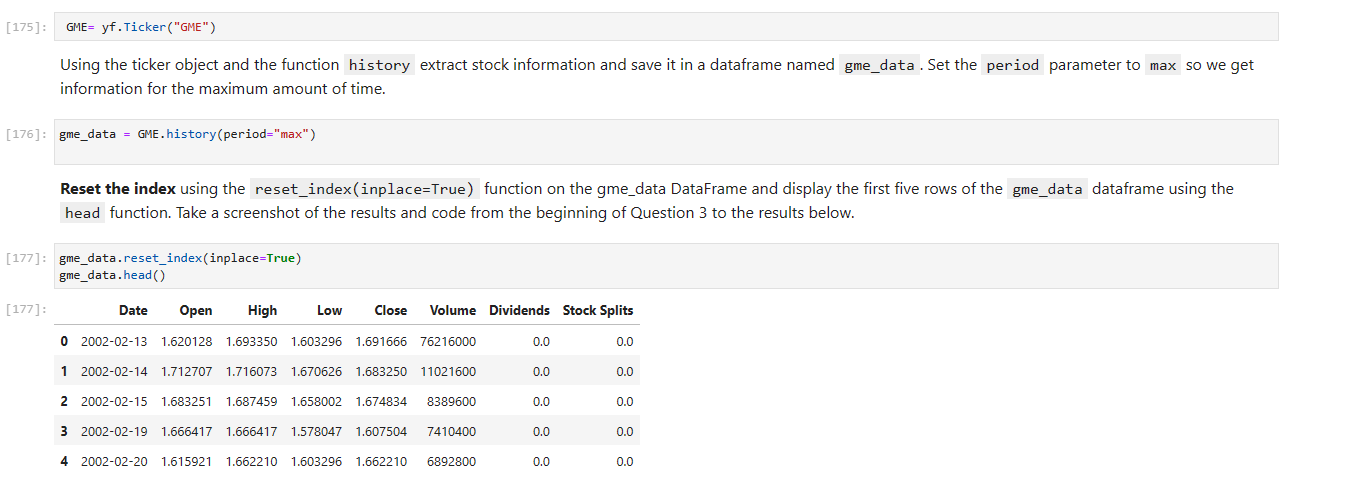 [175]: GME= yf.Ticker("GME")
Using the ticker object and the function history extract stock information and save it in a dataframe named gme_data. Set the period parameter to max so we get
information for the maximum amount of time.
[176]: gme_data = GME.history(period="max")
Reset the index using the reset_index(inplace=True) function on the gme_data DataFrame and display the first five rows of the gme_data dataframe using the
head function. Take a screenshot of the results and code from the beginning of Question 3 to the results below.
[177]: gme_data.reset_index(inplace=True)
gme_data.head()
[177]: Date Open High Low Close Volume Dividends Stock Splits
0 2002-02-13 1.620128 1.693350 1.603296 1.691666 76216000 0.0 0.0
1 2002-02-14 1.712707 1.716073 1.670626 1.683250 11021600 0.0 0.0
2 2002-02-15 1.683251 1.687459 1.658002 1.674834 8389600 0.0 0.0
3 2002-02-19 1.666417 1.666417 1.578047 1.607504 7410400 0.0 0.0
4 2002-02-20 1.615921 1.662210 1.603296 1.662210 6892800 0.0 0.0